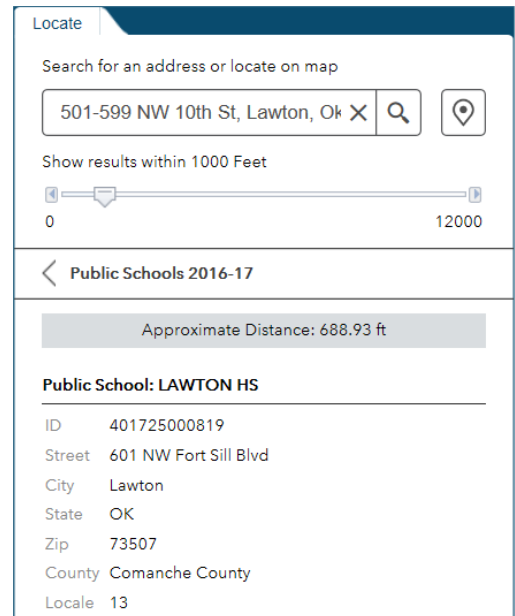 Locate
Search for an address or locate on map
501-599 NW 10th St, Lawton, Ok
Show results within 1000 Feet
0 12000
Public Schools 2016-17
Approximate Distance: 688.93 ft
Public School: LAWTON HS
ID 401725000819
Street 601 NW Fort Sill Blvd
City Lawton
State OK
Zip 73507
County Comanche County
Locale 13